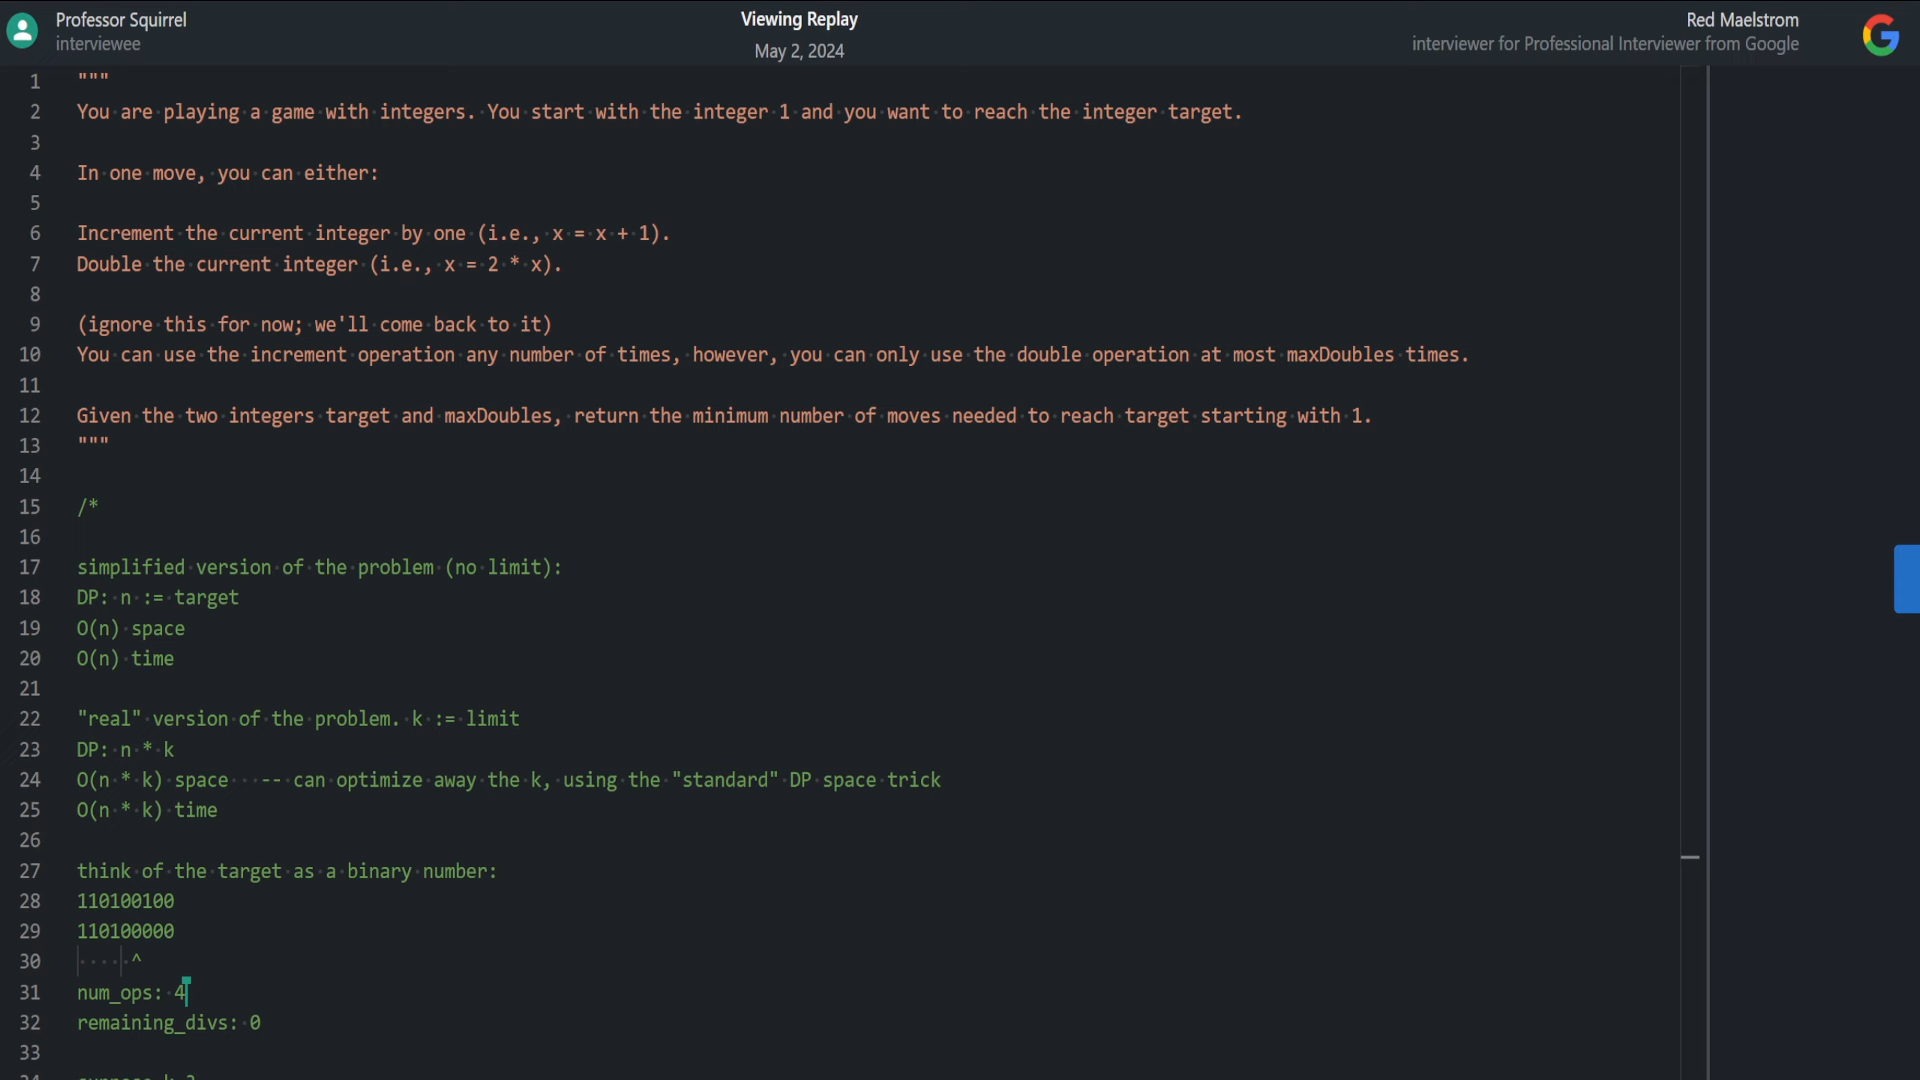 Professor Squirrel
interviewee
Viewing Replay
May 2, 2024
Red Maelstrom
interviewer for Professional Interviewer from Google
1 """
2 You are playing a game with integers. You start with the integer 1 and you want to reach the integer target.
3
4 In one move, you can either:
5
6 Increment the current integer by one (i.e., x = x + 1).
7 Double the current integer (i.e., x = 2 * x).
8
9 (ignore this for now; we'll come back to it)
10 You can use the increment operation any number of times, however, you can only use the double operation at most maxDoubles times.
11
12 Given the two integers target and maxDoubles, return the minimum number of moves needed to reach target starting with 1.
13 """
14
15 /*
16
17 simplified version of the problem (no limit):
18 DP: n := target
19 O(n) space
20 O(n) time
21
22 "real" version of the problem. k := limit
23 DP: n * k
24 O(n * k) space -- can optimize away the k, using the "standard" DP space trick
25 O(n * k) time
26
27 think of the target as a binary number:
28 110100100
29 110100000
30 ^
31 num_ops: 4
32 remaining_divs: 0
33